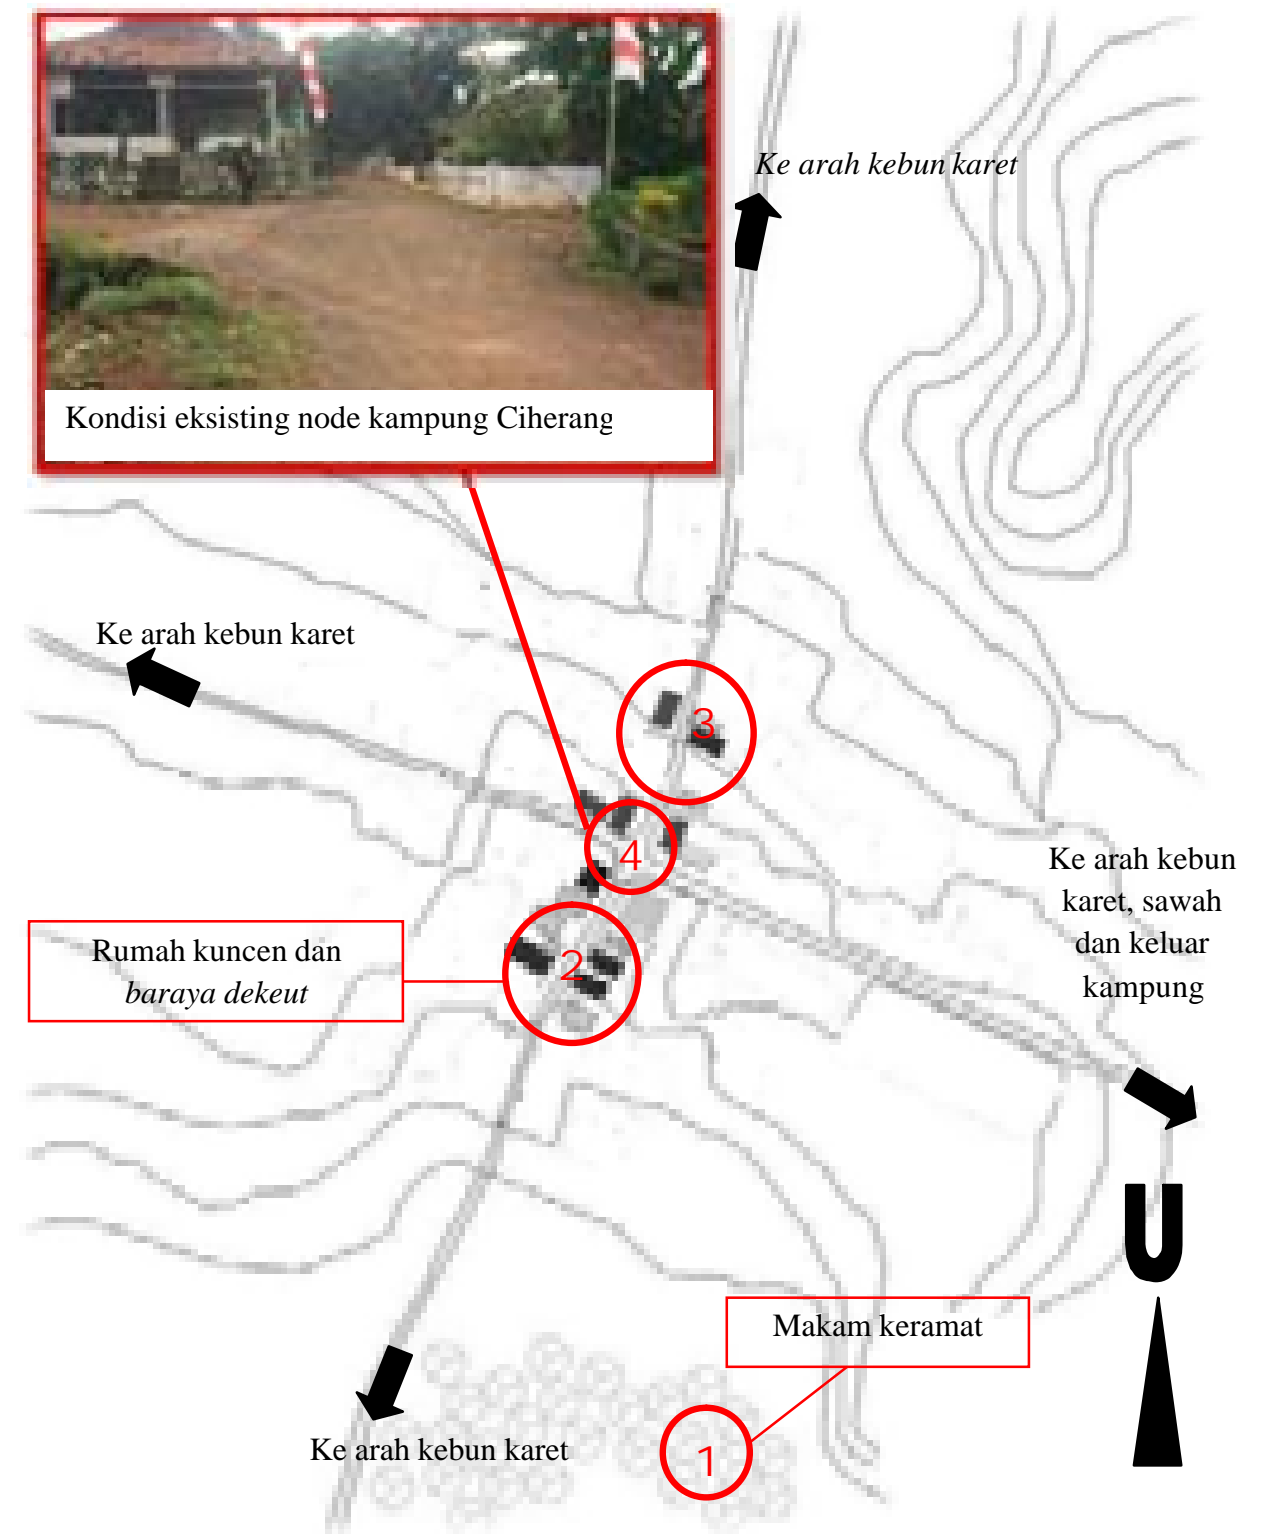 Ke arah kebun karet
Kondisi eksisting node kampung Ciherang
Ke arah kebun karet
3
4
Ke arah kebun
karet, sawah
dan keluar
kampung
Rumah kuncen dan
baraya dekeut
2
U
Makam keramat
Ke arah kebun karet
1